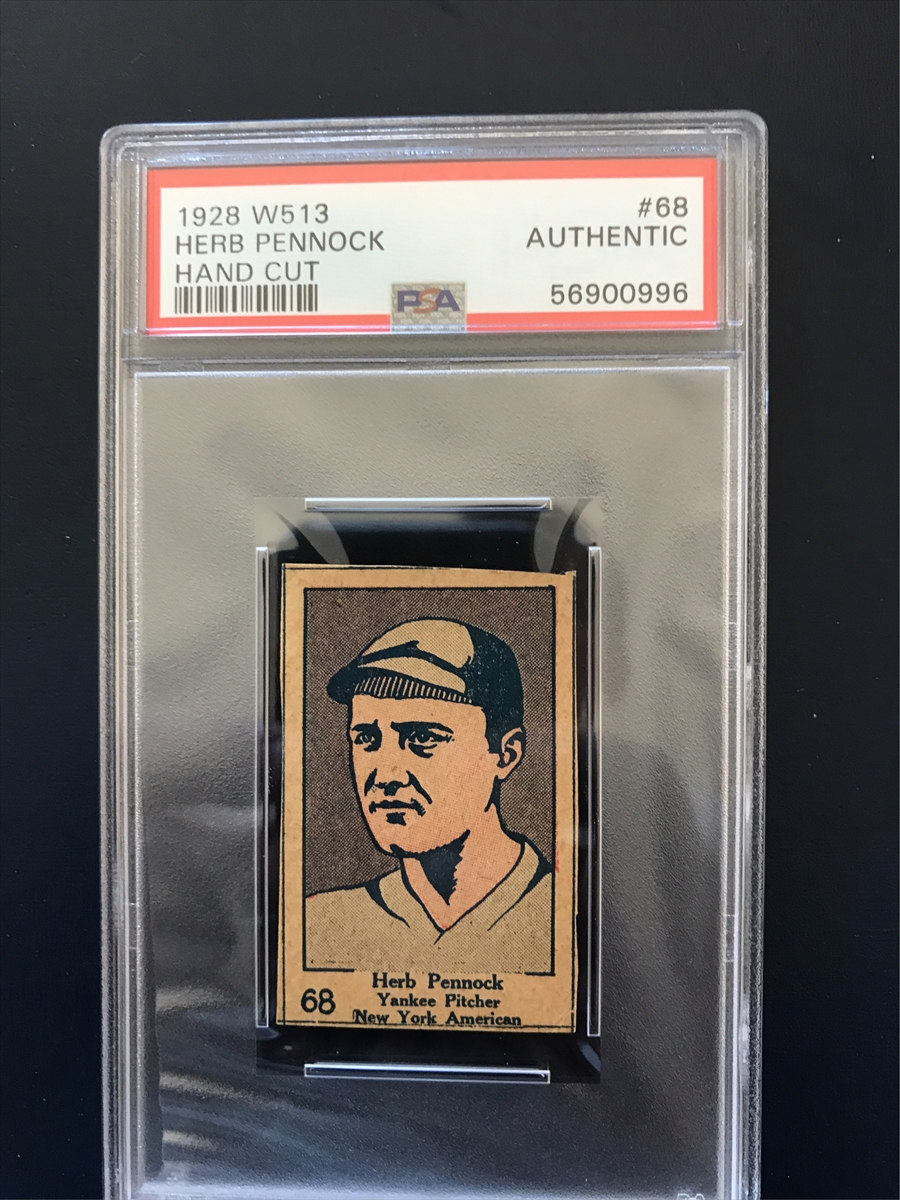 1928 W513 #68
HERB PENNOCK AUTHENTIC
HAND CUT
PSA 56900996
Herb Pennock
68 Yankee Pitcher
New York American